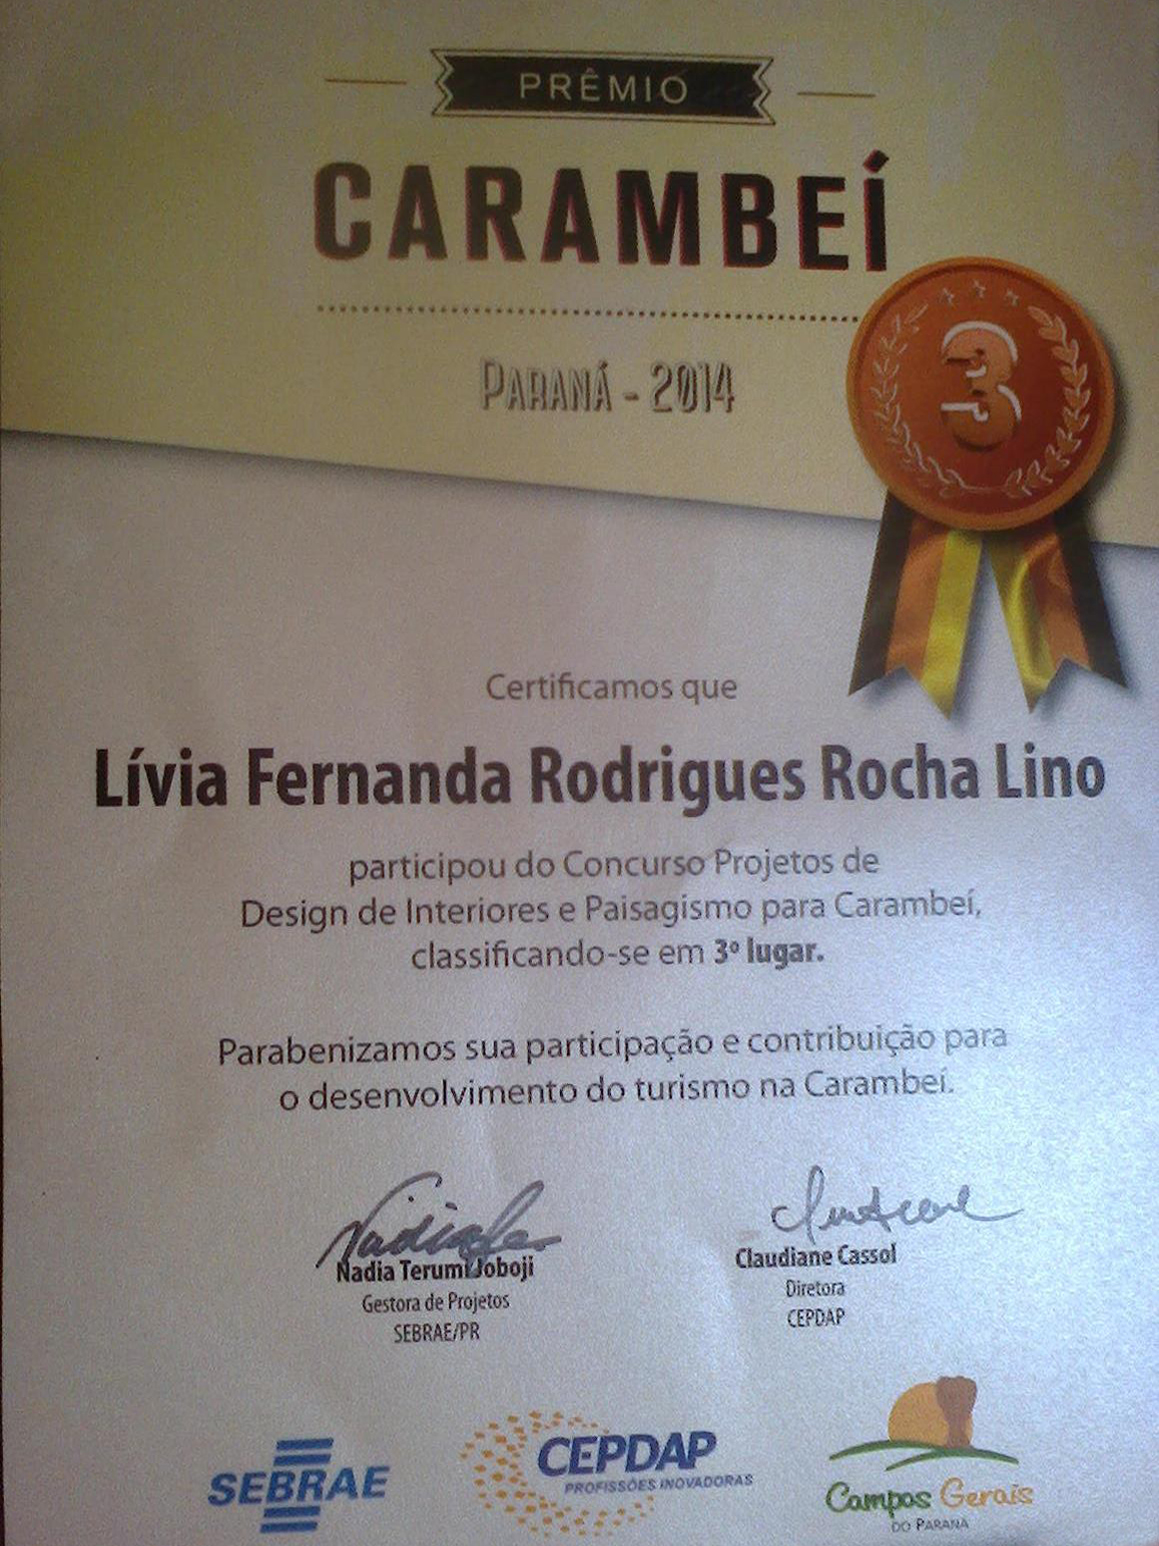 PRÊMIO
CARAMBEÍ
PARANÁ - 2014
3
Certificamos que
Lívia Fernanda Rodrigues Rocha Lino
participou do Concurso Projetos de
Design de Interiores e Paisagismo para Carambeí,
classificando-se em 3º lugar.
Parabenizamos sua participação e contribuição para
o desenvolvimento do turismo na Carambeí.
Nadia Terumi Joboji
Gestora de Projetos
SEBRAE/PR
Claudiane Cassol
Diretora
CEPDAP
SEBRAE
CEPDAP
PROFISSÕES INOVADORAS
Campos Gerais
DO PARANÁ